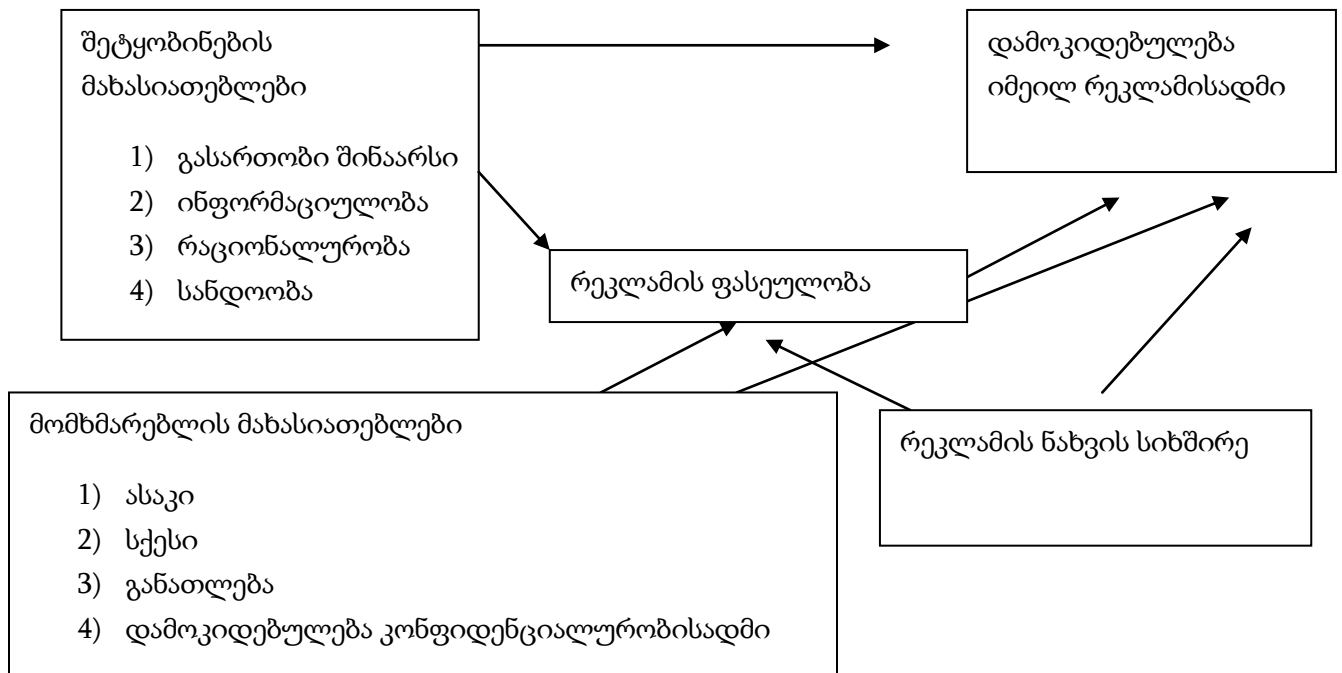 შეტყობინების
მახასიათებლები
1) გასართობი შინაარსი
2) ინფორმაციულობა
3) რაციონალურობა
4) სანდოობა
დამოკიდებულება
იმეილ რეკლამისადმი
რეკლამის ფასეულობა
მომხმარებლის მახასიათებლები
1) ასაკი
2) სქესი
3) განათლება
4) დამოკიდებულება კონფიდენციალურობისადმი
რეკლამის ნახვის სიხშირე